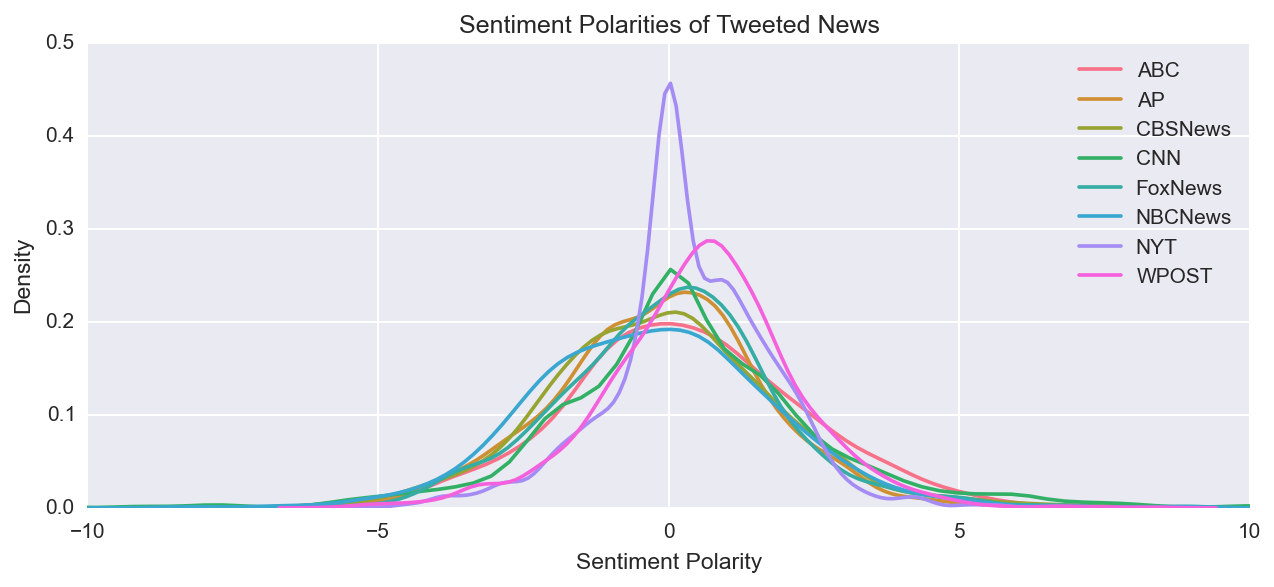 Sentiment Polarities of Tweeted News
0.5
0.4
0.3
0.2
0.1
0.0
Density
ABC
AP
CBSNews
CNN
FoxNews
NBCNews
NYT
WPOST
−10
−5
0
5
10
Sentiment Polarity